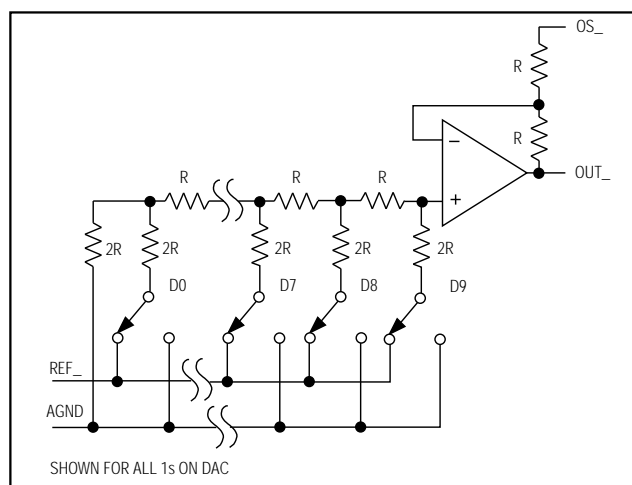 OS_
R
R
OUT_
−
+
R
R
R
2R
2R
2R
2R
2R
D0
D7
D8
D9
REF_
AGND
SHOWN FOR ALL 1s ON DAC